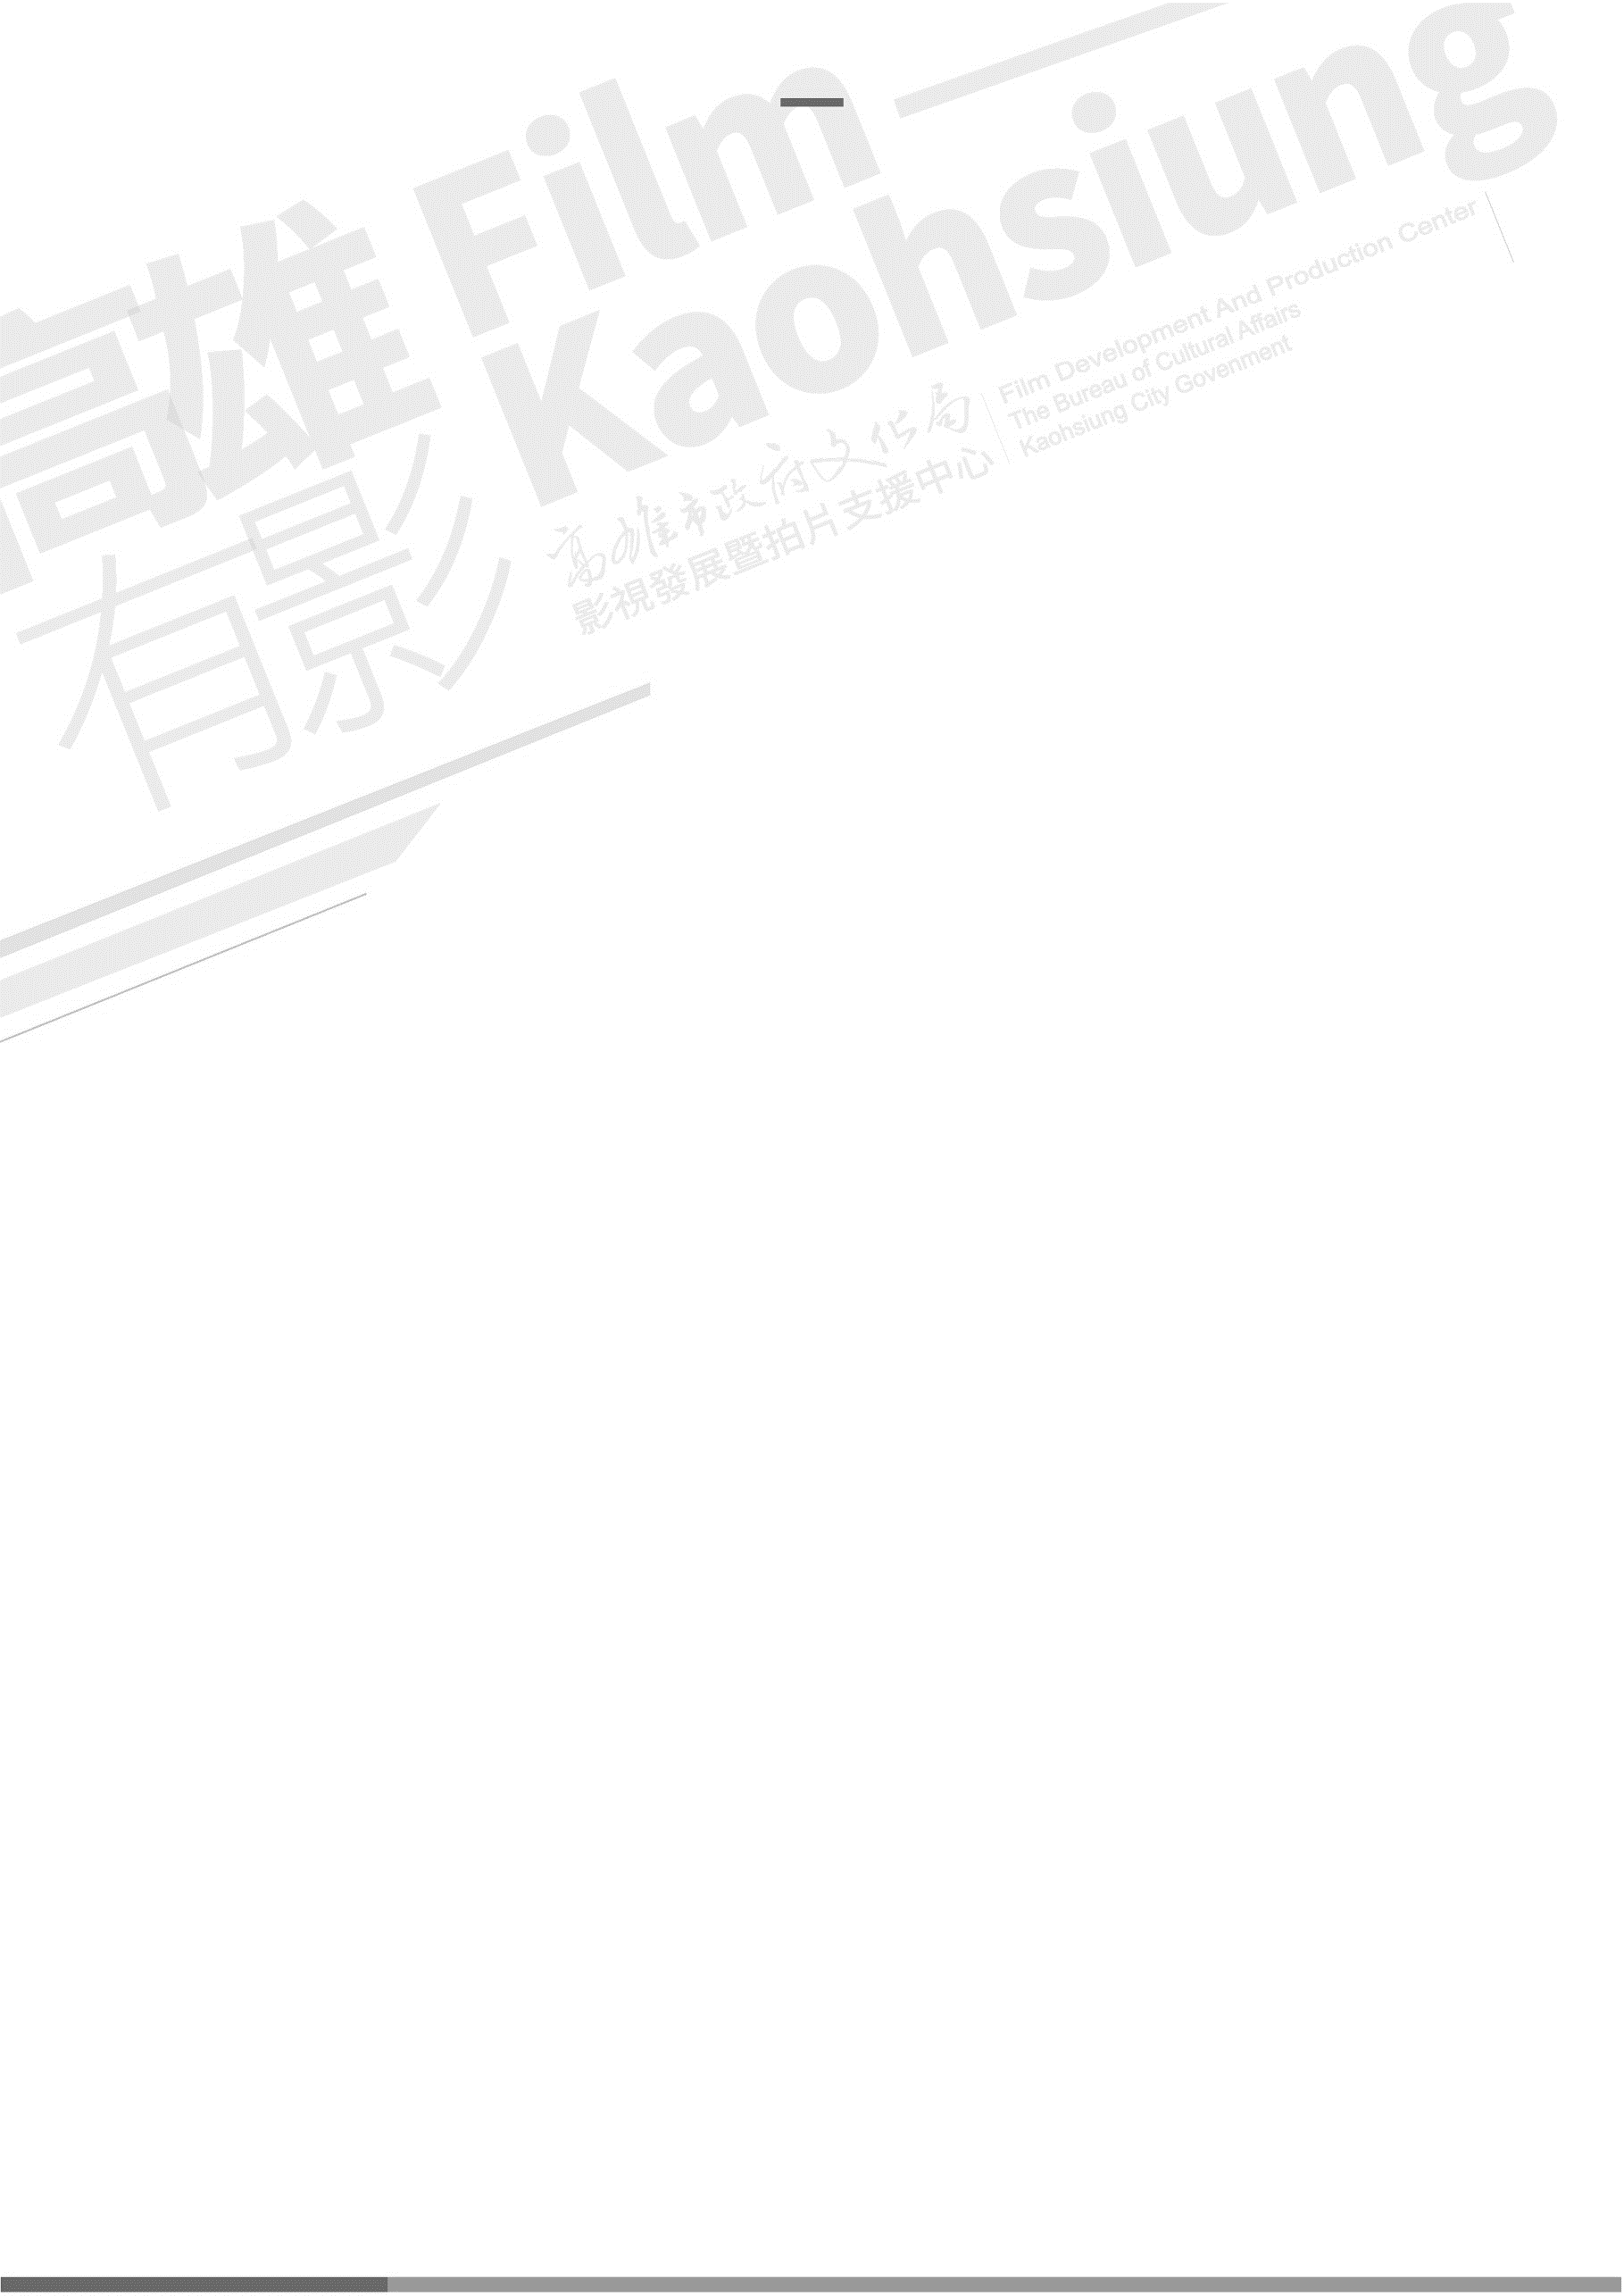 高雄
有影
Film
Kaohsiung
高雄市政府文化局
影視發展暨拍片支援中心
Film Development And Production Center
The Bureau of Cultural Affairs
Kaohsiung City Govenment